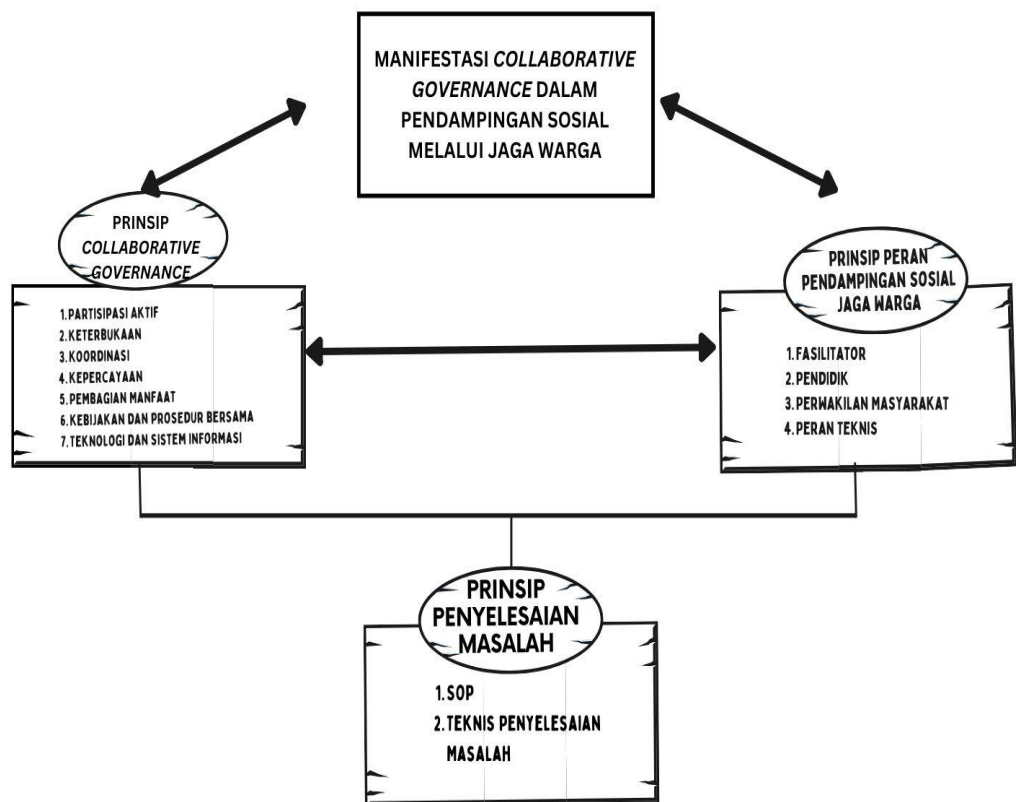 MANIFESTASI COLLABORATIVE
GOVERNANCE DALAM
PENDAMPINGAN SOSIAL
MELALUI JAGA WARGA
PRINSIP
COLLABORATIVE
GOVERNANCE
1. PARTISIPASI AKTIF
2. KETERBUKAAN
3. KOORDINASI
4. KEPERCAYAAN
5. PEMBAGIAN MANFAAT
6. KEBIJAKAN DAN PROSEDUR BERSAMA
7. TEKNOLOGI DAN SISTEM INFORMASI
PRINSIP PERAN
PENDAMPINGAN SOSIAL
JAGA WARGA
1. FASILITATOR
2. PENDIDIK
3. PERWAKILAN MASYARAKAT
4. PERAN TEKNIS
PRINSIP
PENYELESAIAN
MASALAH
1. SOP
2. TEKNIS PENYELESAIAN
MASALAH